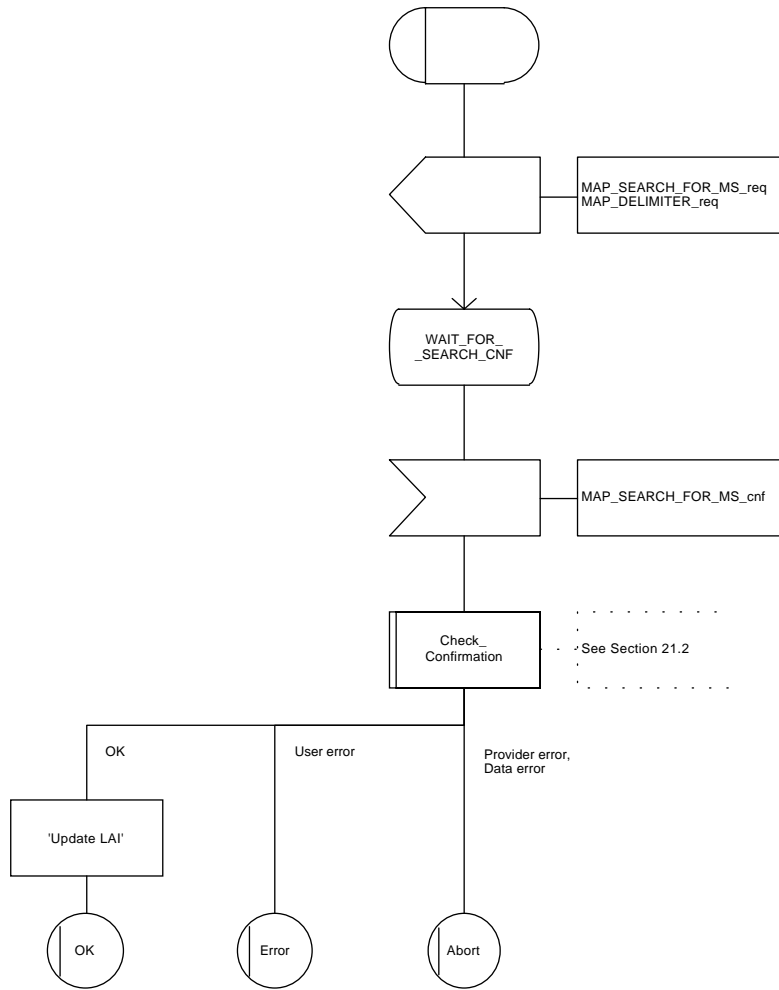 MAP_SEARCH_FOR_MS_req
MAP_DELIMITER_req
WAIT_FOR_
_SEARCH_CNF
MAP_SEARCH_FOR_MS_cnf
Check_
Confirmation
See Section 21.2
OK
User error
Provider error,
Data error
'Update LAI'
OK
Error
Abort